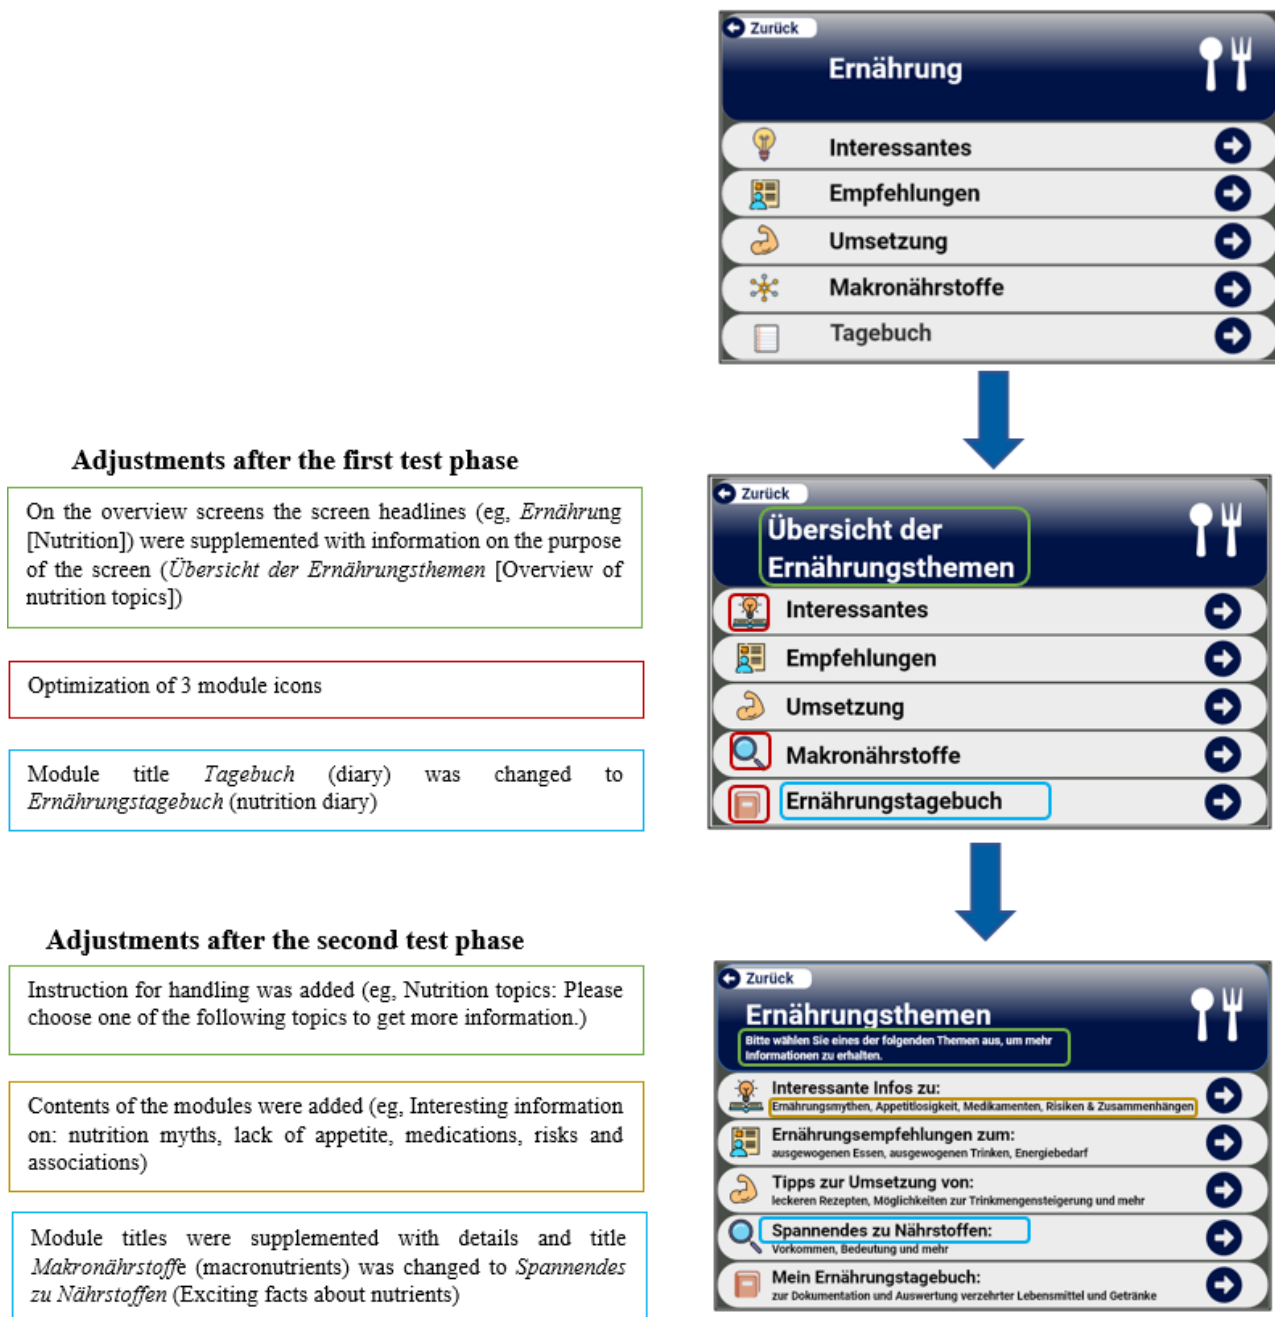 Zurück
Ernährung
Interessantes
Empfehlungen
Umsetzung
Makronährstoffe
Tagebuch
Adjustments after the first test phase
On the overview screens the screen headlines (eg, Ernährung
[Nutrition]) were supplemented with information on the purpose
of the screen (Übersicht der Ernährungsthemen [Overview of
nutrition topics])
Optimization of 3 module icons
Module title Tagebuch (diary) was changed to
Ernährungstagebuch (nutrition diary)
Zurück
Übersicht der
Ernährungsthemen
Interessantes
Empfehlungen
Umsetzung
Makronährstoffe
Ernährungstagebuch
Adjustments after the second test phase
Instruction for handling was added (eg, Nutrition topics: Please
choose one of the following topics to get more information.)
Contents of the modules were added (eg, Interesting information
on: nutrition myths, lack of appetite, medications, risks and
associations)
Module titles were supplemented with details and title
Makronährstoffe (macronutrients) was changed to Spannendes
zu Nährstoffen (Exciting facts about nutrients)
Zurück
Ernährungsthemen
Bitte wählen Sie eines der folgenden Themen aus, um mehr
Informationen zu erhalten.
Interessante Infos zu:
Ernährungsmythen, Appetitlosigkeit, Medikamenten, Risiken & Zusammenhängen
Ernährungsempfehlungen zum:
ausgewogenen Essen, ausgewogenen Trinken, Energiebedarf
Tipps zur Umsetzung von:
leckeren Rezepten, Möglichkeiten zur Trinkmengensteigerung und mehr
Spannendes zu Nährstoffen:
Vorkommen, Bedeutung und mehr
Mein Ernährungstagebuch:
zur Dokumentation und Auswertung verzehrter Lebensmittel und Getränke